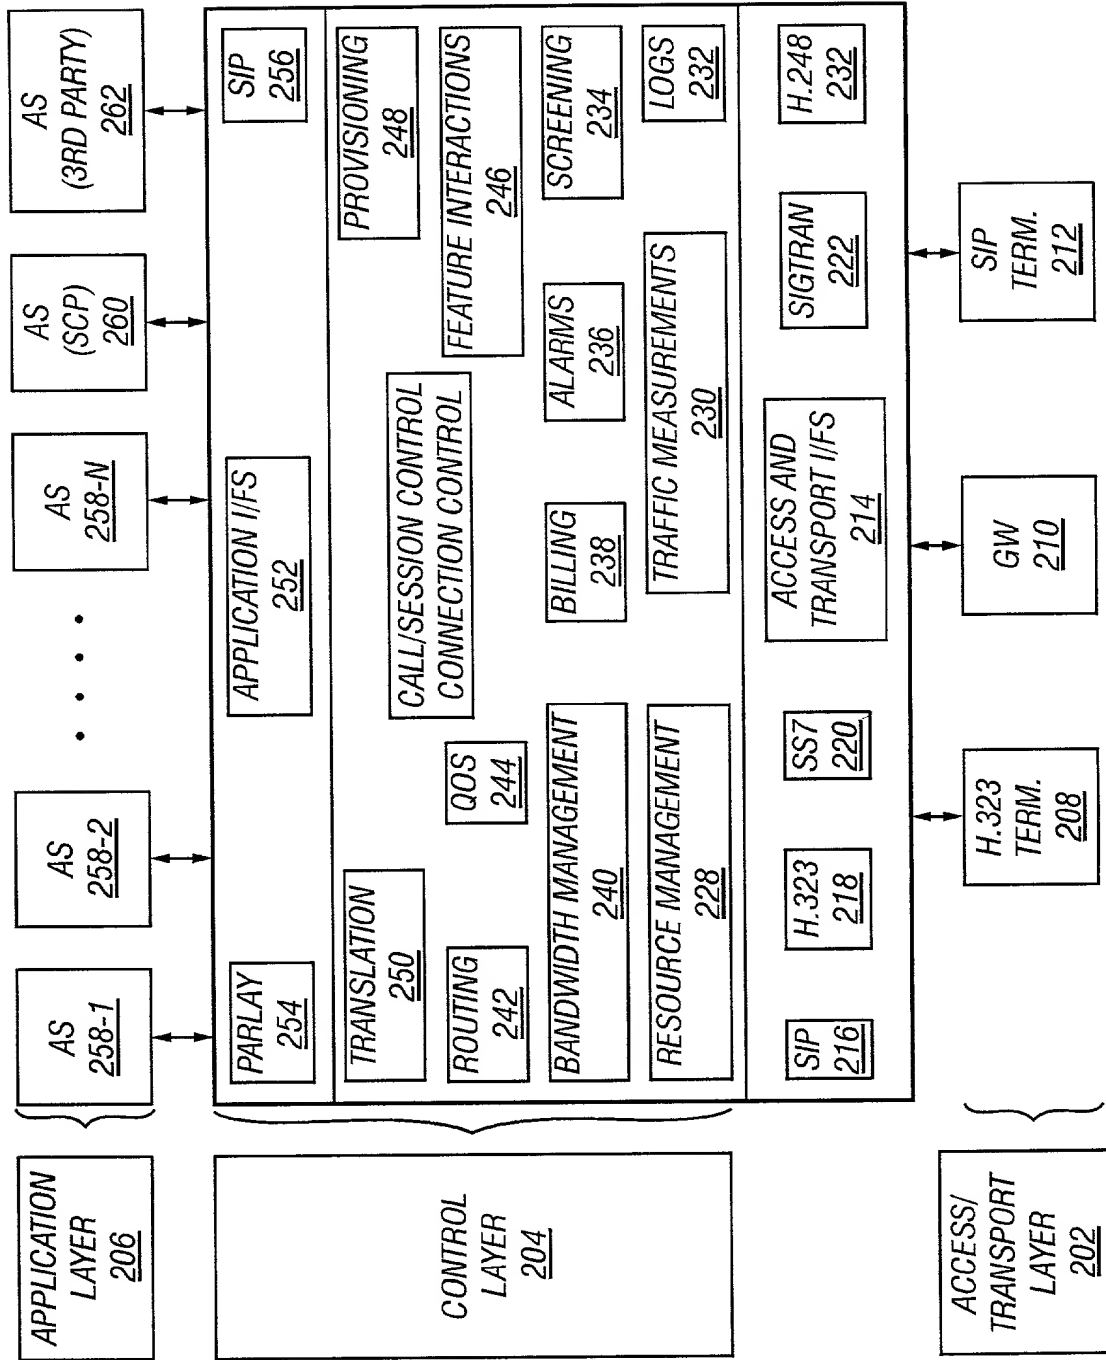 APPLICATION
LAYER
206
AS
258-1
AS
258-2
AS
258-N
AS
(SCP)
260
AS
(3RD PARTY)
262
CONTROL
LAYER
204
PARLAY
254
APPLICATION I/FS
252
SIP
256
TRANSLATION
250
PROVISIONING
248
CALL/SESSION CONTROL
CONNECTION CONTROL
ROUTING
242
QOS
244
FEATURE INTERACTIONS
246
BANDWIDTH MANAGEMENT
240
BILLING
238
ALARMS
236
SCREENING
234
RESOURCE MANAGEMENT
228
TRAFFIC MEASUREMENTS
230
LOGS
232
SIP
216
H.323
218
SS7
220
ACCESS AND
TRANSPORT I/FS
214
SIGTRAN
222
H.248
232
ACCESS/
TRANSPORT
LAYER
202
H.323
TERM.
208
GW
210
SIP
TERM.
212